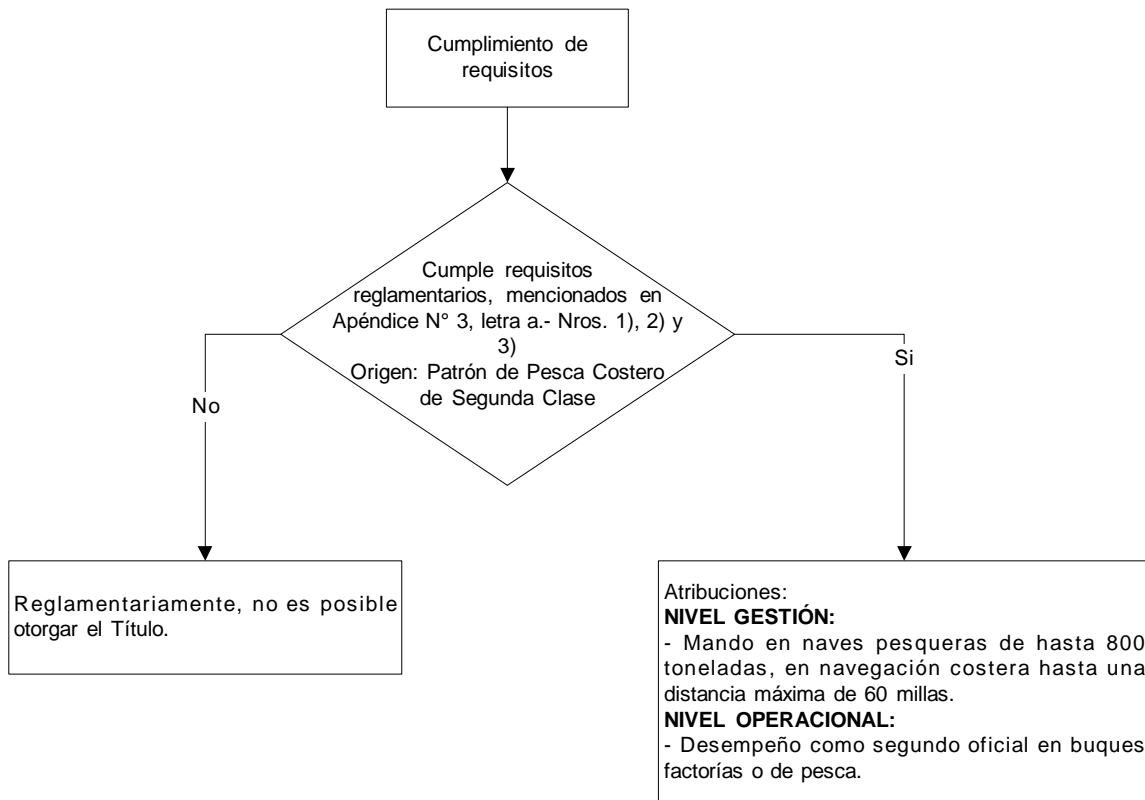 Cumplimiento de
requisitos
Cumple requisitos
reglamentarios, mencionados en
Apéndice N° 3, letra a.- Nros. 1), 2) y
3)
Origen: Patrón de Pesca Costero
de Segunda Clase
No
Si
Reglamentariamente, no es posible
otorgar el Título.
Atribuciones:
NIVEL GESTIÓN:
- Mando en naves pesqueras de hasta 800
toneladas, en navegación costera hasta una
distancia máxima de 60 millas.
NIVEL OPERACIONAL:
- Desempeño como segundo oficial en buques
factorías o de pesca.